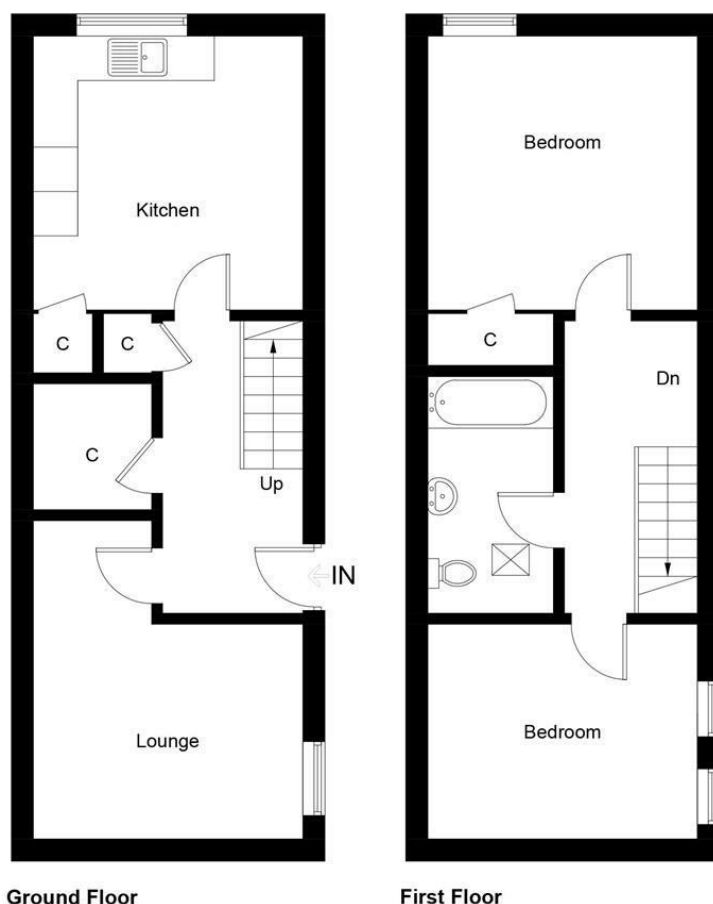 Kitchen
C
C
C
Up
IN
Lounge
Ground Floor
Bedroom
C
Dn
Bedroom
First Floor